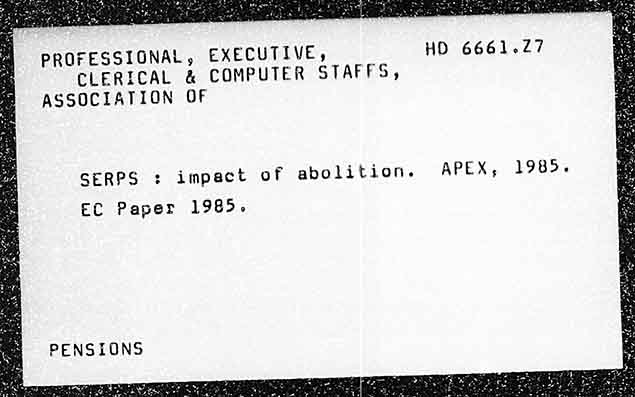 PROFESSIONAL, EXECUTIVE, HD 6661.Z7
CLERICAL & COMPUTER STAFFS,
ASSOCIATION OF
SERPS : impact of abolition. APEX, 1985.
EC Paper 1985.
PENSIONS